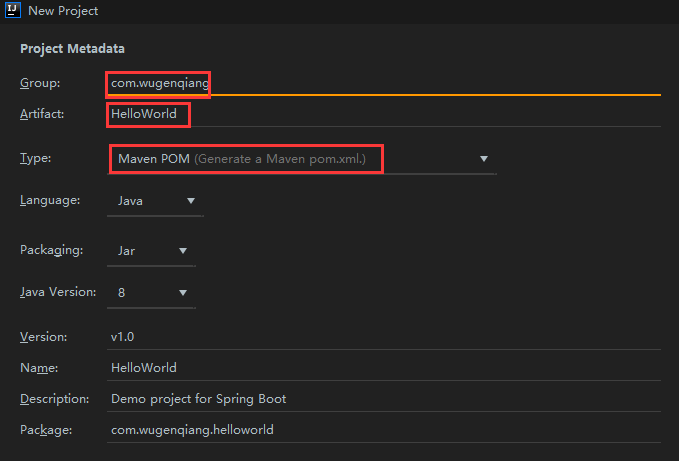 IJ New Project
Project Metadata
Group: com.wugenqiang
Artifact: HelloWorld
Type: Maven POM (Generate a Maven pom.xml.)
Language: Java
Packaging: Jar
Java Version: 8
Version: v1.0
Name: HelloWorld
Description: Demo project for Spring Boot
Package: com.wugenqiang.helloworld